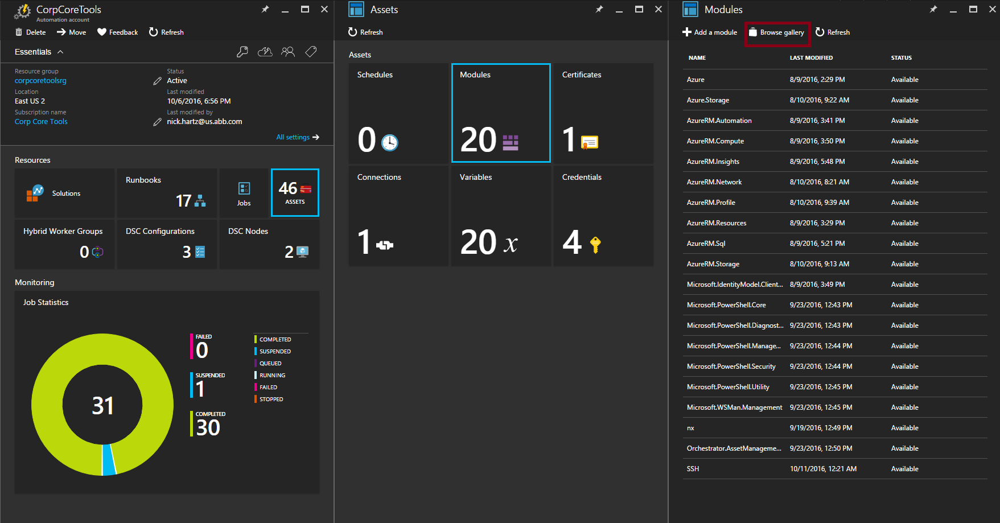 CorpCoreTools
Automation account
Delete
Move
Feedback
Refresh
Essentials
Resource group
corpcoretoolsrg
Location
East US 2
Subscription name
Corp Core Tools
Status
Active
Last modified
10/6/2016, 6:56 PM
Last modified by
nick.hartz@us.abb.com
All settings
Resources
Solutions
Runbooks
17
Jobs
46
ASSETS
Hybrid Worker Groups
0
DSC Configurations
3
DSC Nodes
2
Monitoring
Job Statistics
31
FAILED
0
SUSPENDED
1
COMPLETED
30
COMPLETED
SUSPENDED
QUEUED
RUNNING
FAILED
STOPPED
Assets
Refresh
Assets
Schedules
0
Modules
20
Certificates
1
Connections
1
Variables
20 x
Credentials
4
Modules
Add a module
Browse gallery
Refresh
NAME LAST MODIFIED STATUS
Azure 8/9/2016, 2:29 PM Available
Azure.Storage 8/10/2016, 9:22 AM Available
AzureRM.Automation 8/9/2016, 3:41 PM Available
AzureRM.Compute 8/9/2016, 3:50 PM Available
AzureRM.Insights 8/9/2016, 5:48 PM Available
AzureRM.Network 8/10/2016, 8:21 AM Available
AzureRM.Profile 8/10/2016, 9:39 AM Available
AzureRM.Resources 8/9/2016, 3:29 PM Available
AzureRM.Sql 8/9/2016, 5:21 PM Available
AzureRM.Storage 8/10/2016, 9:13 AM Available
Microsoft.IdentityModel.Client... 8/9/2016, 3:49 PM Available
Microsoft.PowerShell.Core 9/23/2016, 12:43 PM Available
Microsoft.PowerShell.Diagnost... 9/23/2016, 12:43 PM Available
Microsoft.PowerShell.Manage... 9/23/2016, 12:44 PM Available
Microsoft.PowerShell.Security 9/23/2016, 12:44 PM Available
Microsoft.PowerShell.Utility 9/23/2016, 12:45 PM Available
Microsoft.WSMan.Management 9/23/2016, 12:45 PM Available
nx 9/19/2016, 12:49 PM Available
Orchestrator.AssetManageme... 9/23/2016, 12:50 PM Available
SSH 10/11/2016, 12:21 AM Available